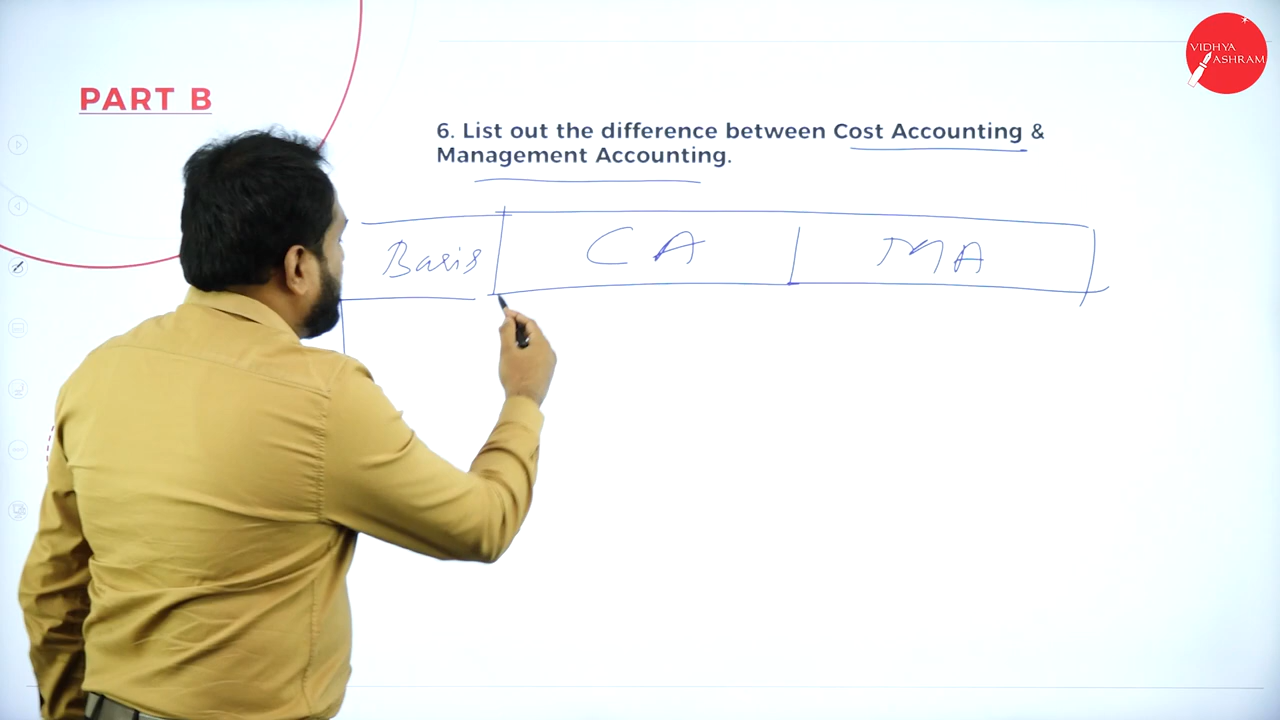 VIDHYA
ASHRAM
PART B
6. List out the difference between Cost Accounting &
Management Accounting.
Basis CA MA